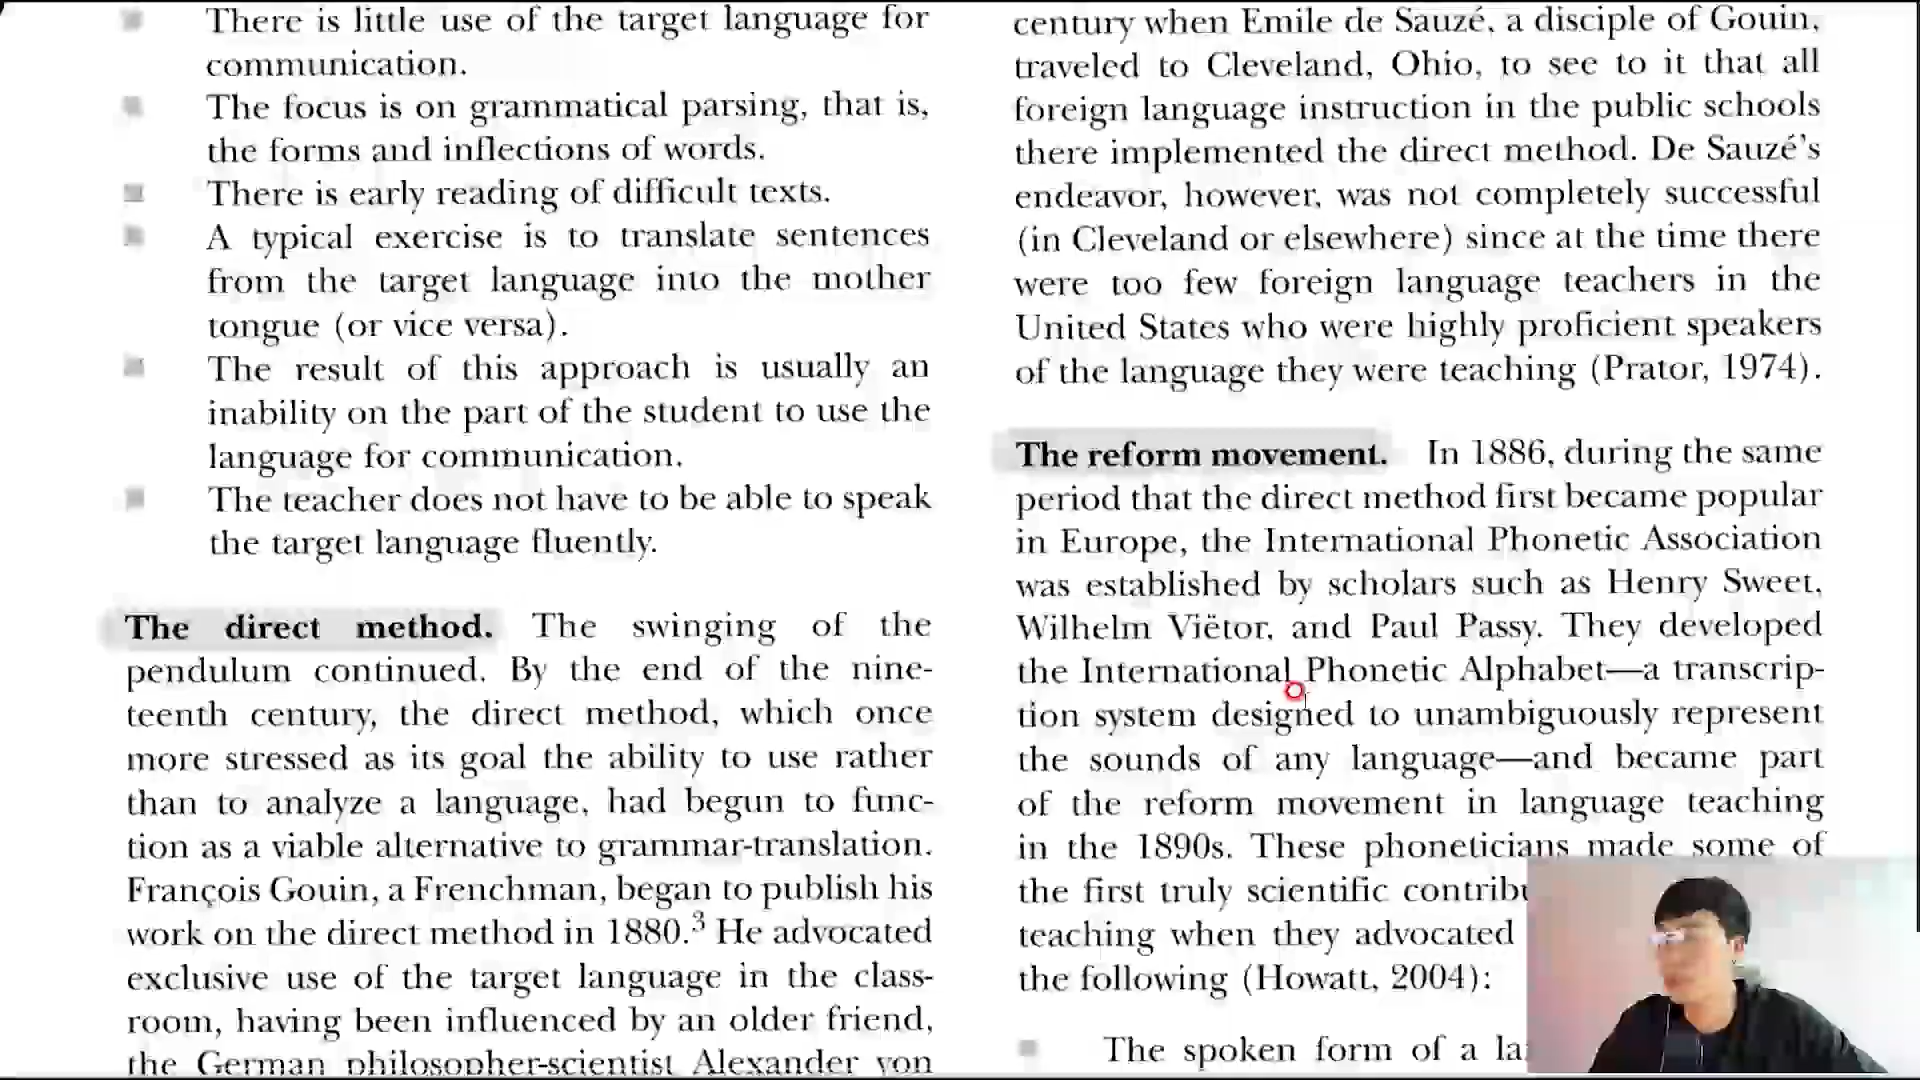 There is little use of the target language for
communication.
The focus is on grammatical parsing, that is,
the forms and inflections of words.
There is early reading of difficult texts.
A typical exercise is to translate sentences
from the target language into the mother
tongue (or vice versa).
The result of this approach is usually an
inability on the part of the student to use the
language for communication.
The teacher does not have to be able to speak
the target language fluently.
The direct method. The swinging of the
pendulum continued. By the end of the nine-
teenth century, the direct method, which once
more stressed as its goal the ability to use rather
than to analyze a language, had begun to func-
tion as a viable alternative to grammar-translation.
François Gouin, a Frenchman, began to publish his
work on the direct method in 1880.³ He advocated
exclusive use of the target language in the class-
room, having been influenced by an older friend,
the German philosopher-scientist Alexander von
century when Emile de Sauzé, a disciple of Gouin,
traveled to Cleveland, Ohio, to see to it that all
foreign language instruction in the public schools
there implemented the direct method. De Sauzé's
endeavor, however, was not completely successful
(in Cleveland or elsewhere) since at the time there
were too few foreign language teachers in the
United States who were highly proficient speakers
of the language they were teaching (Prator, 1974).
The reform movement. In 1886, during the same
period that the direct method first became popular
in Europe, the International Phonetic Association
was established by scholars such as Henry Sweet,
Wilhelm Viëtor, and Paul Passy. They developed
the International Phonetic Alphabet—a transcrip-
tion system designed to unambiguously represent
the sounds of any language—and became part
of the reform movement in language teaching
in the 1890s. These phoneticians made some of
the first truly scientific
teaching when they advocated
the following (Howatt, 2004):
The spoken form of a